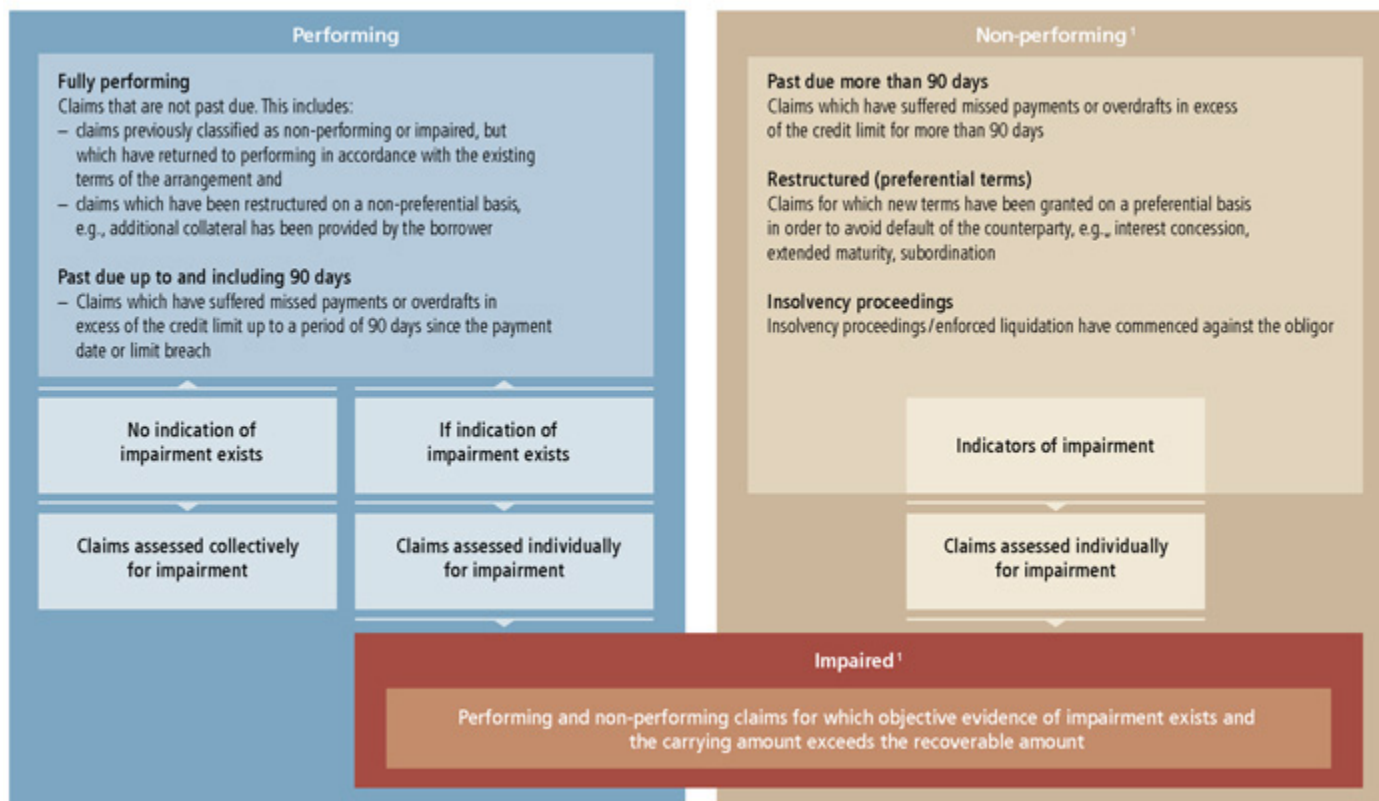 Performing
Fully performing
Claims that are not past due. This includes:
– claims previously classified as non-performing or impaired, but
which have returned to performing in accordance with the existing
terms of the arrangement and
– claims which have been restructured on a non-preferential basis,
e.g., additional collateral has been provided by the borrower
Past due up to and including 90 days
– Claims which have suffered missed payments or overdrafts in
excess of the credit limit up to a period of 90 days since the payment
date or limit breach
No indication of
impairment exists
If indication of
impairment exists
Claims assessed collectively
for impairment
Claims assessed individually
for impairment
Non-performing¹
Past due more than 90 days
Claims which have suffered missed payments or overdrafts in excess
of the credit limit for more than 90 days
Restructured (preferential terms)
Claims for which new terms have been granted on a preferential basis
in order to avoid default of the counterparty, e.g., interest concession,
extended maturity, subordination
Insolvency proceedings
Insolvency proceedings/enforced liquidation have commenced against the obligor
Indicators of impairment
Claims assessed individually
for impairment
Impaired¹
Performing and non-performing claims for which objective evidence of impairment exists and
the carrying amount exceeds the recoverable amount